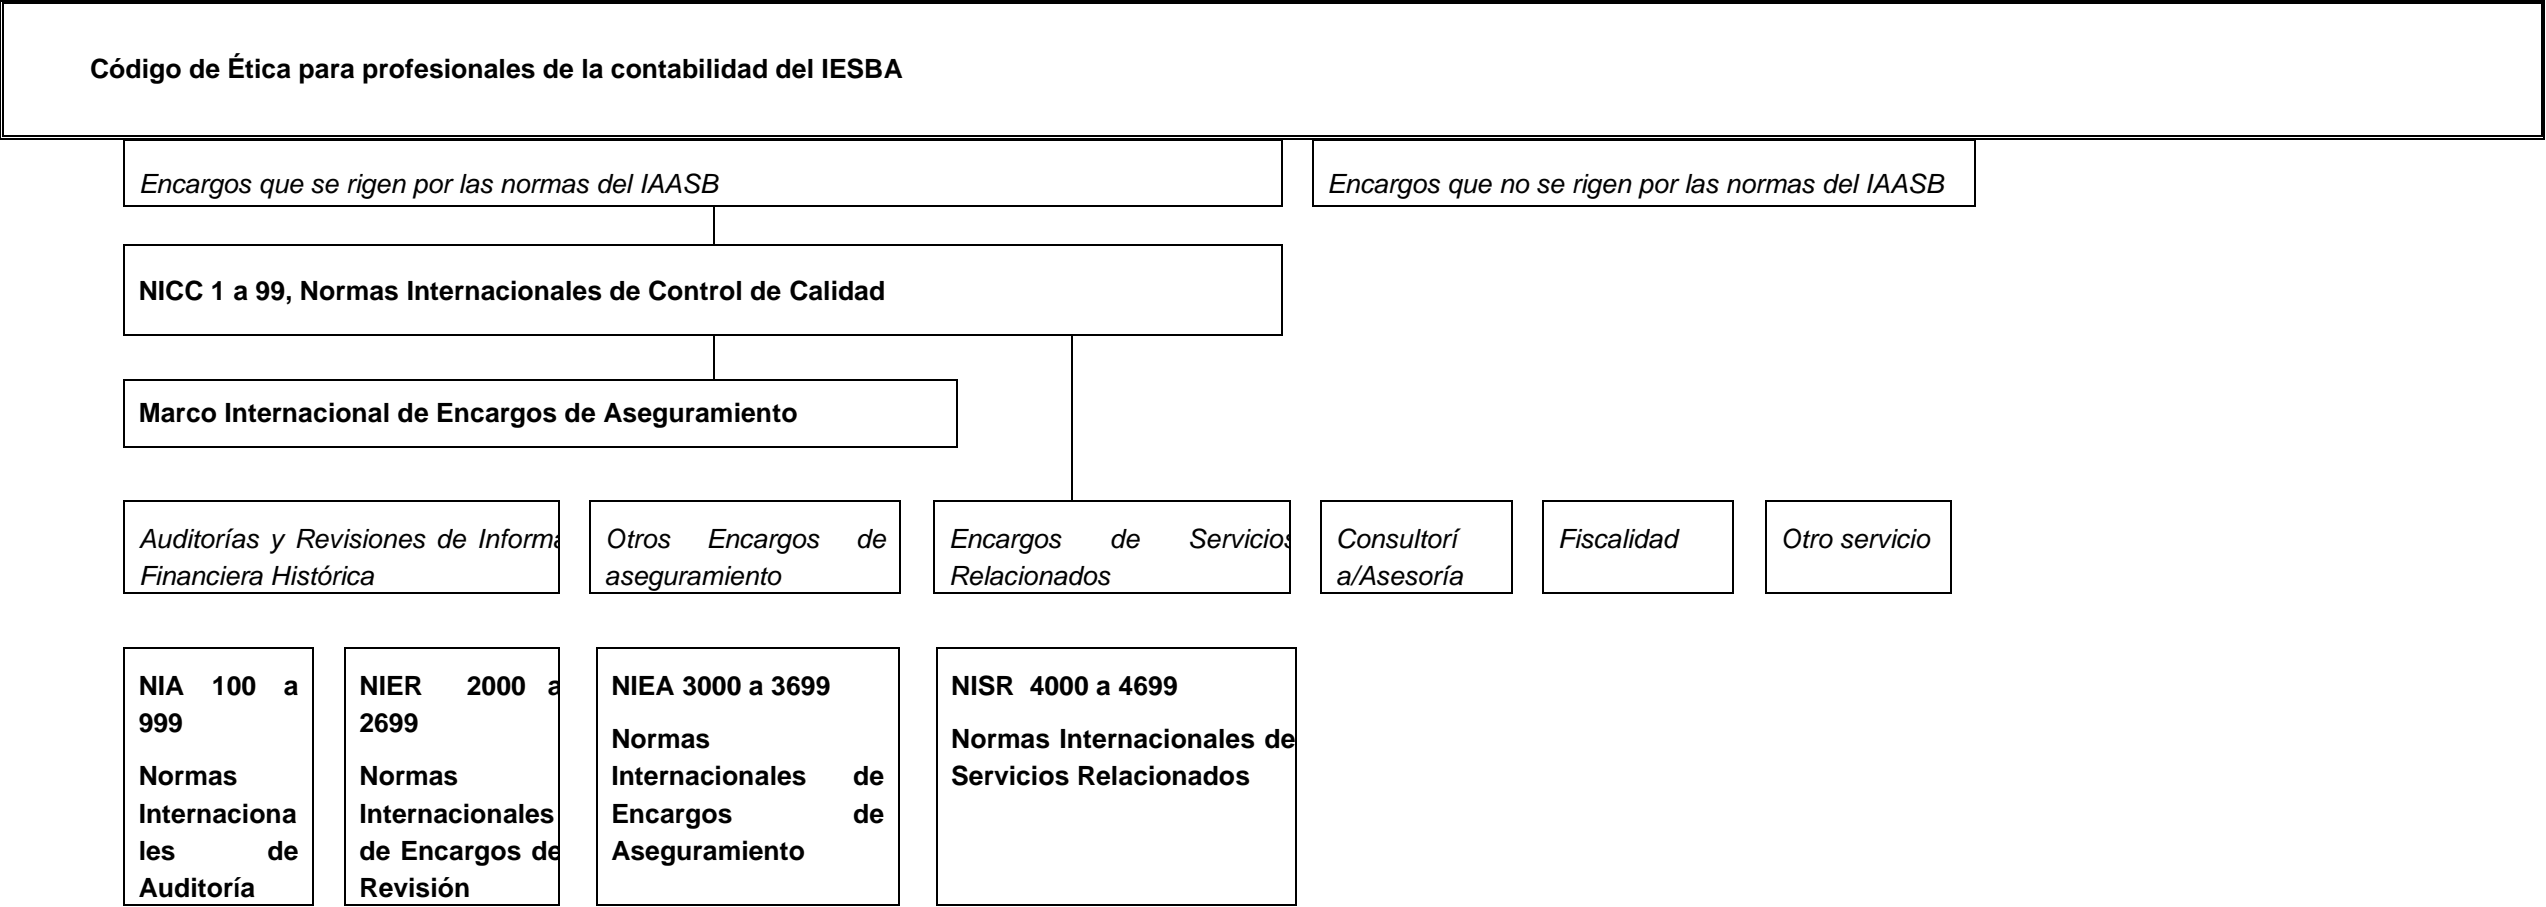 Código de Ética para profesionales de la contabilidad del IESBA
Encargos que se rigen por las normas del IAASB
Encargos que no se rigen por las normas del IAASB
NICC 1 a 99, Normas Internacionales de Control de Calidad
Marco Internacional de Encargos de Aseguramiento
Auditorías y Revisiones de Informa
Financiera Histórica
Otros Encargos de
aseguramiento
Encargos de Servicios
Relacionados
Consultorí
a/Asesoría
Fiscalidad
Otro servicio
NIA 100 a
999
Normas
Internaciona
les de
Auditoría
NIER 2000 a
2699
Normas
Internacionales
de Encargos de
Revisión
NIEA 3000 a 3699
Normas
Internacionales de
Encargos de
Aseguramiento
NISR 4000 a 4699
Normas Internacionales de
Servicios Relacionados